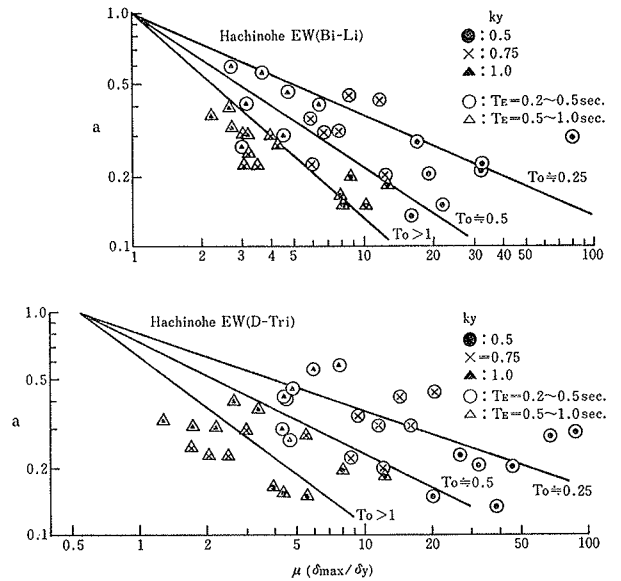 Hachinohe EW(Bi-Li)
ky
: 0.5
× : 0.75
▲ : 1.0
○ : TE=0.2~0.5sec.
△ : TE=0.5~1.0sec.
1.0
0.5
a
0.2
0.1
To≒0.25
To≒0.5
To>1
1 2 3 4 5 10 20 30 40 50 100
Hachinohe EW(D-Tri)
ky
: 0.5
×=0.75
▲ : 1.0
○ : TE=0.2~0.5sec.
△ : TE=0.5~1.0sec.
1.0
0.5
a
0.2
0.1
To≒0.5
To≒0.25
To>1
0.5 1 5 10 50 100
μ (δmax/δy)